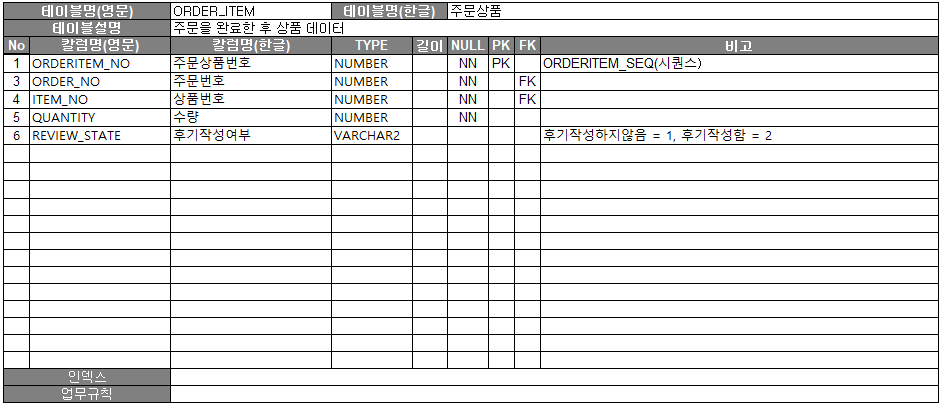 테이블명(영문) ORDER_ITEM 테이블명(한글) 주문상품
테이블설명 주문을 완료한 후 상품 데이터
No 칼럼명(영문) 칼럼명(한글) TYPE 길이 NULL PK FK 비고
1 ORDERITEM_NO 주문상품번호 NUMBER NN PK ORDERITEM_SEQ(시퀀스)
3 ORDER_NO 주문번호 NUMBER NN FK
4 ITEM_NO 상품번호 NUMBER NN FK
5 QUANTITY 수량 NUMBER NN
6 REVIEW_STATE 후기작성여부 VARCHAR2 후기작성하지않음 = 1, 후기작성함 = 2
인덱스
업무규칙